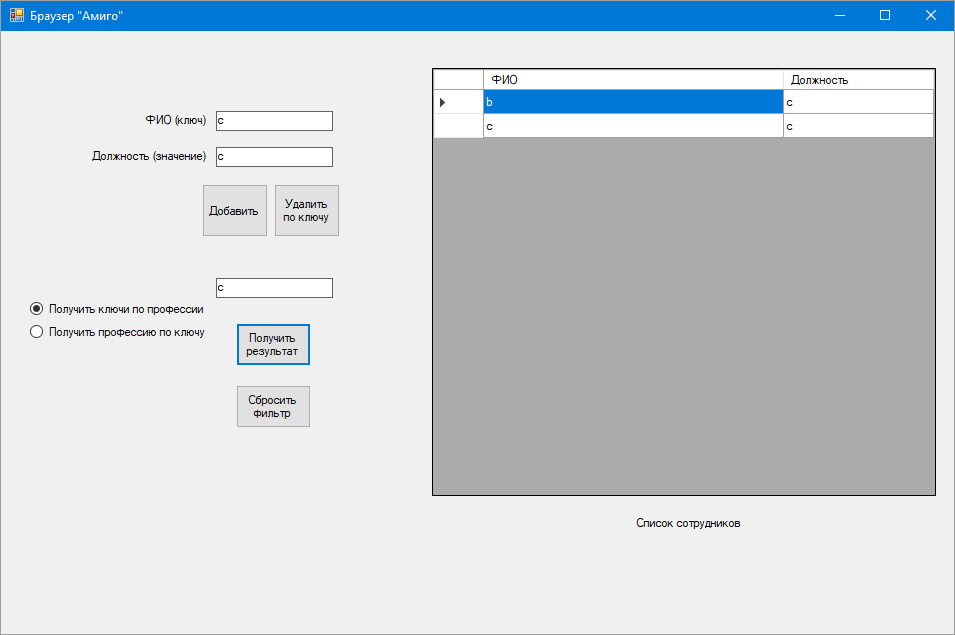 Браузер "Амиго"
ФИО (ключ)
c
Должность (значение)
c
Добавить
Удалить
по ключу
c
Получить ключи по профессии
Получить профессию по ключу
Получить
результат
Сбросить
фильтр
ФИО Должность
b c
c c
Список сотрудников